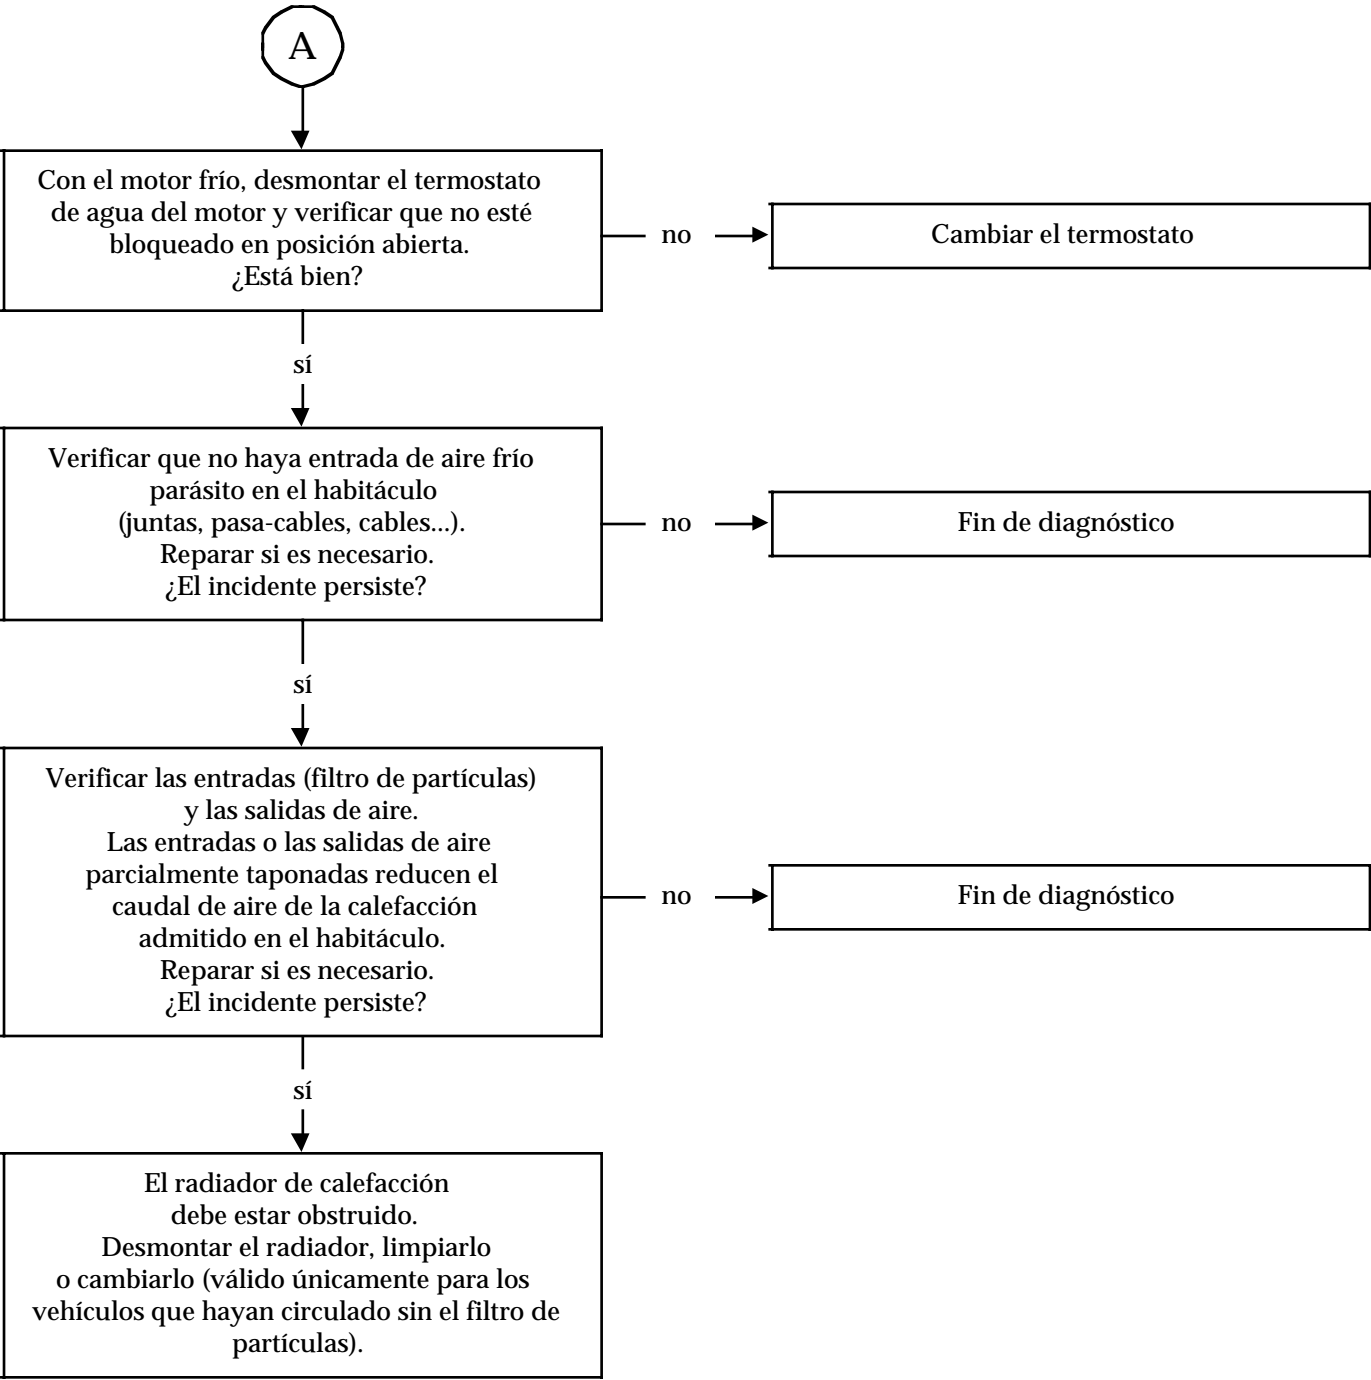 A
Con el motor frío, desmontar el termostato
de agua del motor y verificar que no esté
bloqueado en posición abierta.
¿Está bien?
no
Cambiar el termostato
sí
Verificar que no haya entrada de aire frío
parásito en el habitáculo
(juntas, pasa-cables, cables...).
Reparar si es necesario.
¿El incidente persiste?
no
Fin de diagnóstico
sí
Verificar las entradas (filtro de partículas)
y las salidas de aire.
Las entradas o las salidas de aire
parcialmente taponadas reducen el
caudal de aire de la calefacción
admitido en el habitáculo.
Reparar si es necesario.
¿El incidente persiste?
no
Fin de diagnóstico
sí
El radiador de calefacción
debe estar obstruido.
Desmontar el radiador, limpiarlo
o cambiarlo (válido únicamente para los
vehículos que hayan circulado sin el filtro de
partículas).